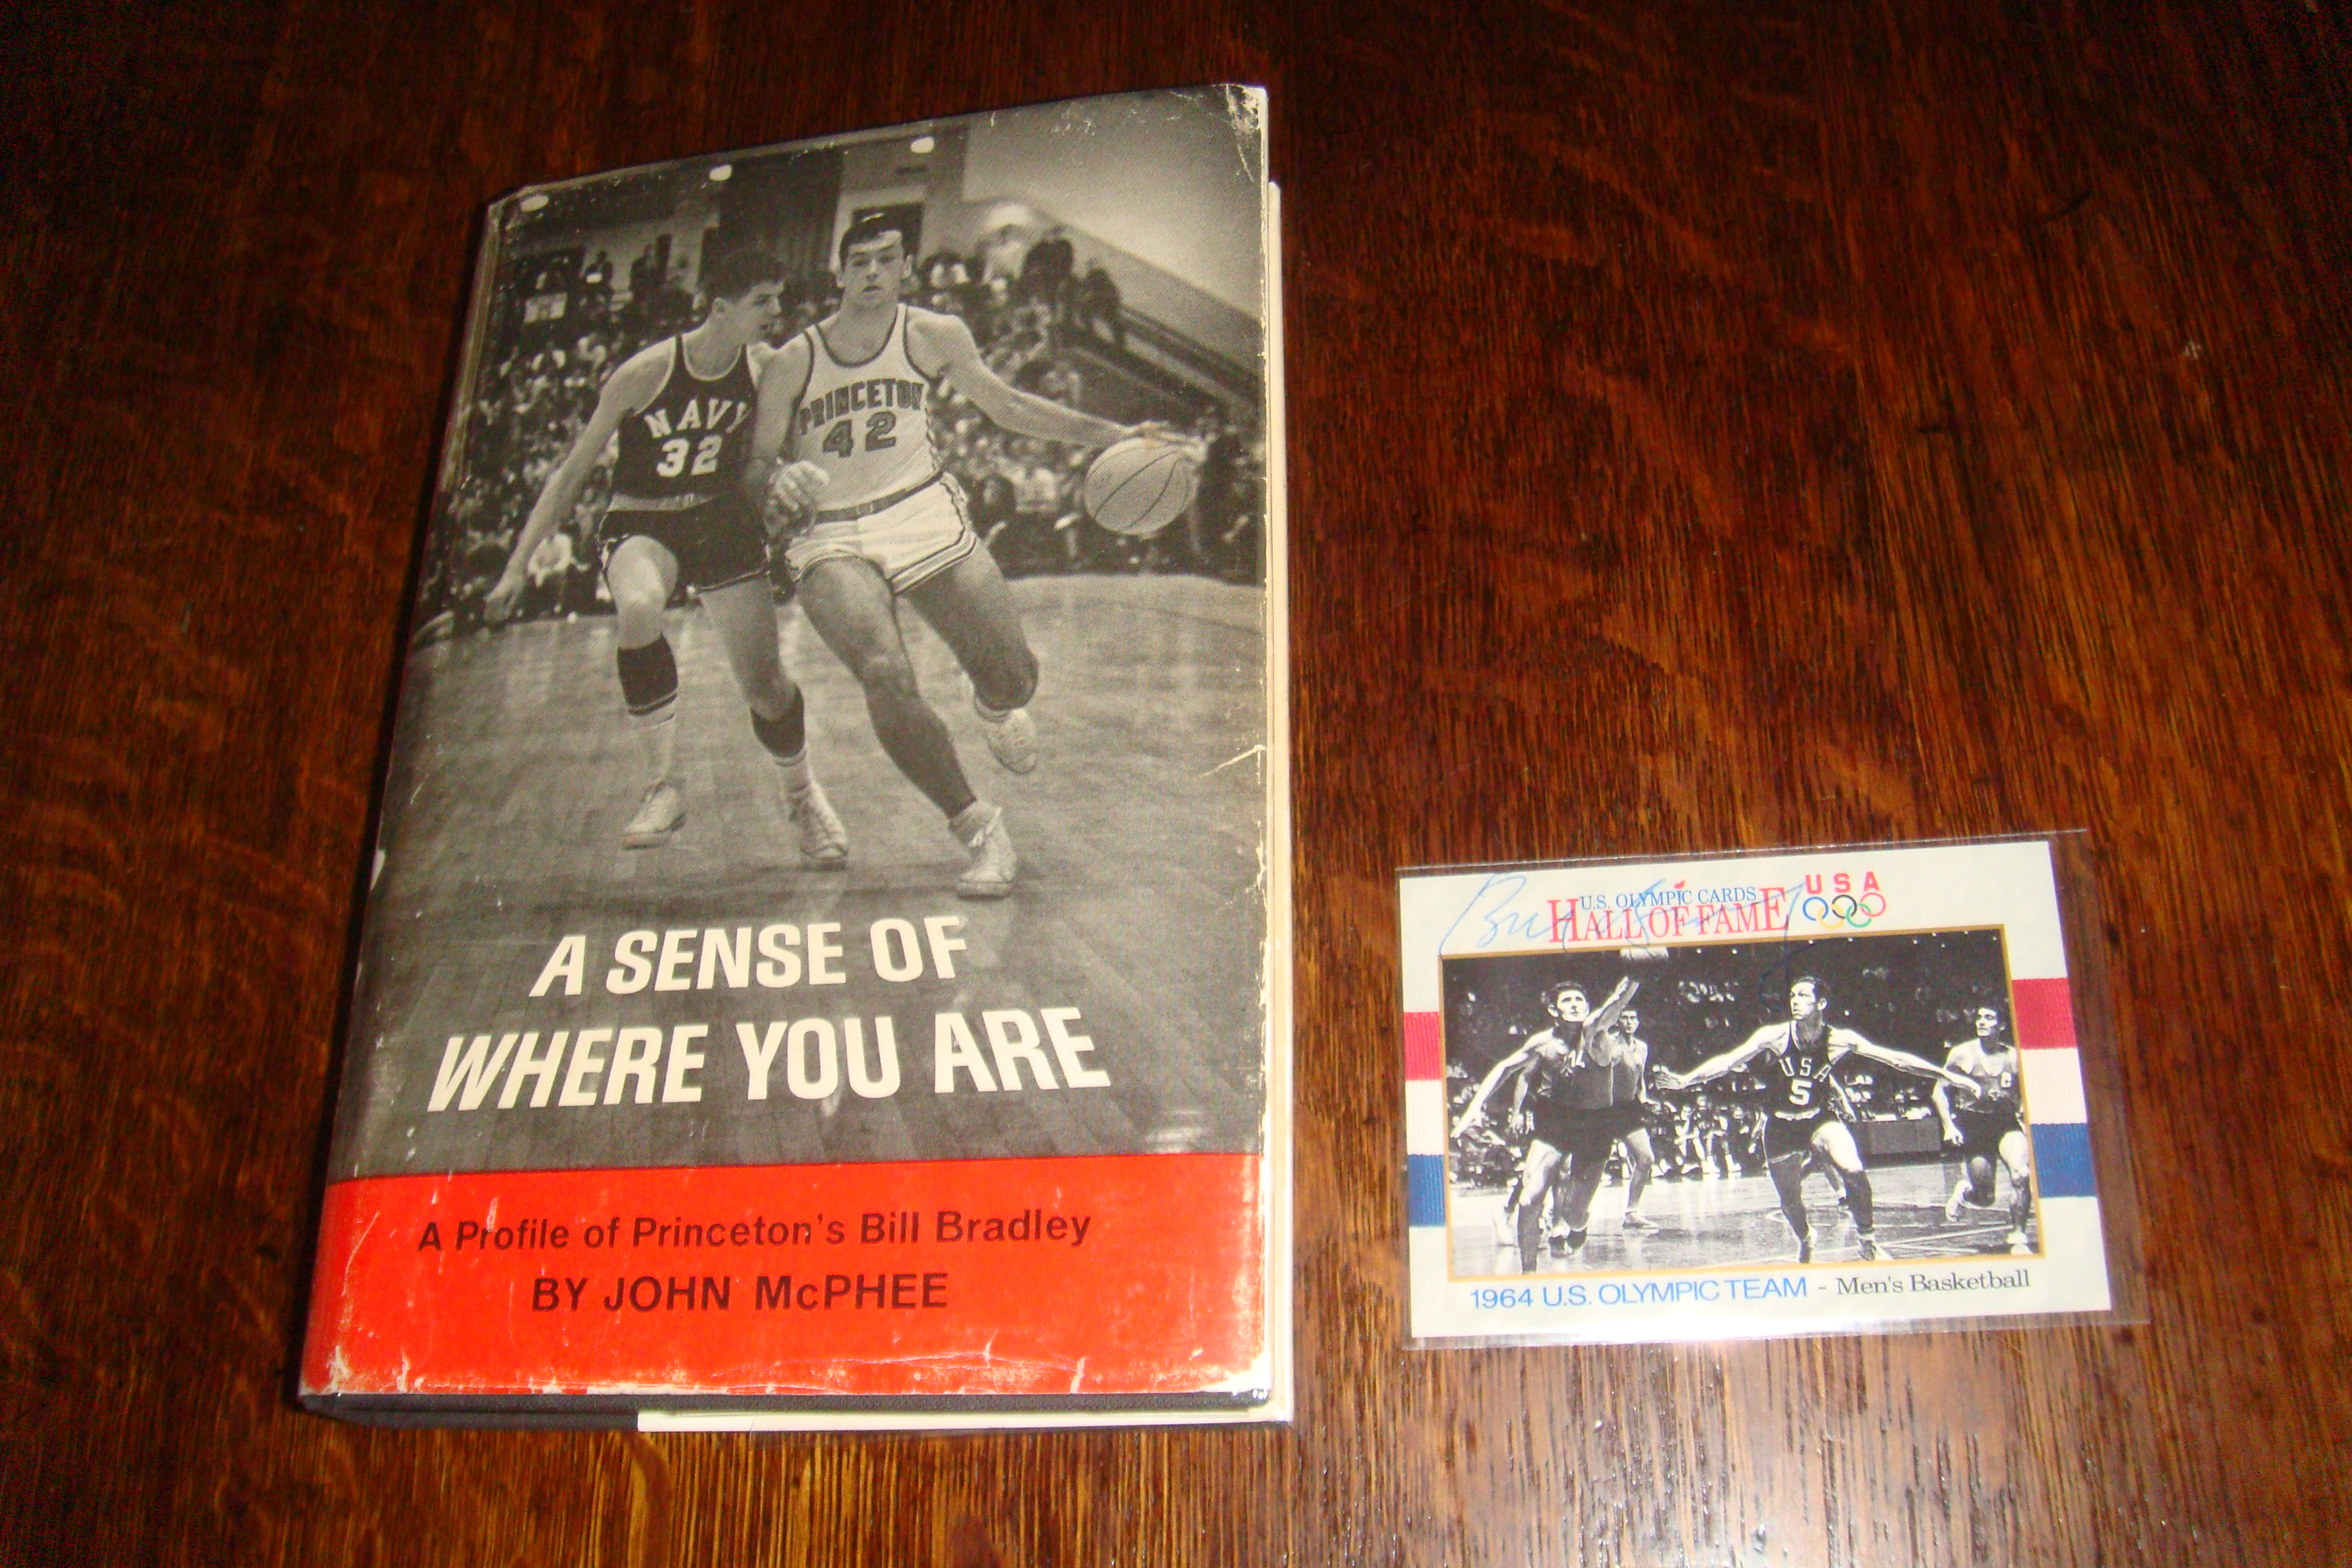 NAVY
32
PRINCETON
42
A SENSE OF
WHERE YOU ARE
A Profile of Princeton's Bill Bradley
BY JOHN McPHEE
U.S. OLYMPIC CARDS
HALL OF FAME
USA
USA
5
1964 U.S. OLYMPIC TEAM - Men's Basketball